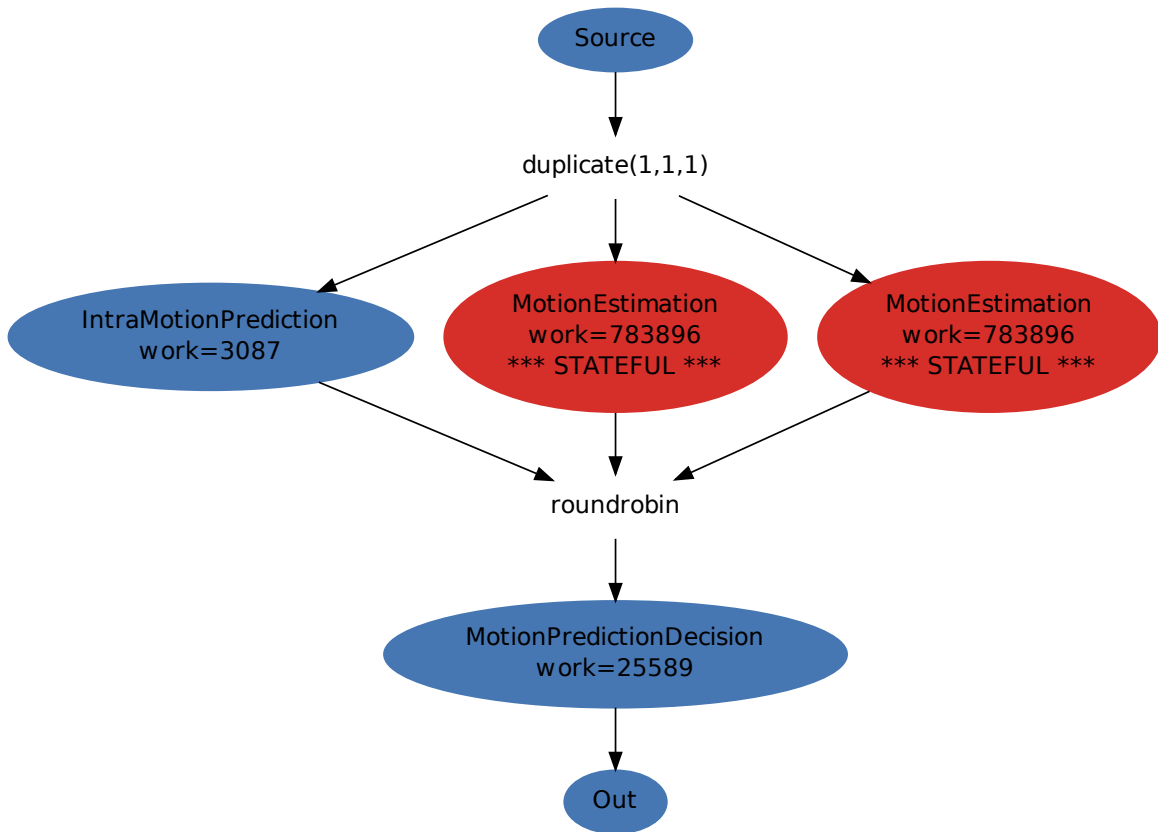 Source
duplicate(1,1,1)
IntraMotionPrediction
work=3087
MotionEstimation
work=783896
*** STATEFUL ***
MotionEstimation
work=783896
*** STATEFUL ***
roundrobin
MotionPredictionDecision
work=25589
Out